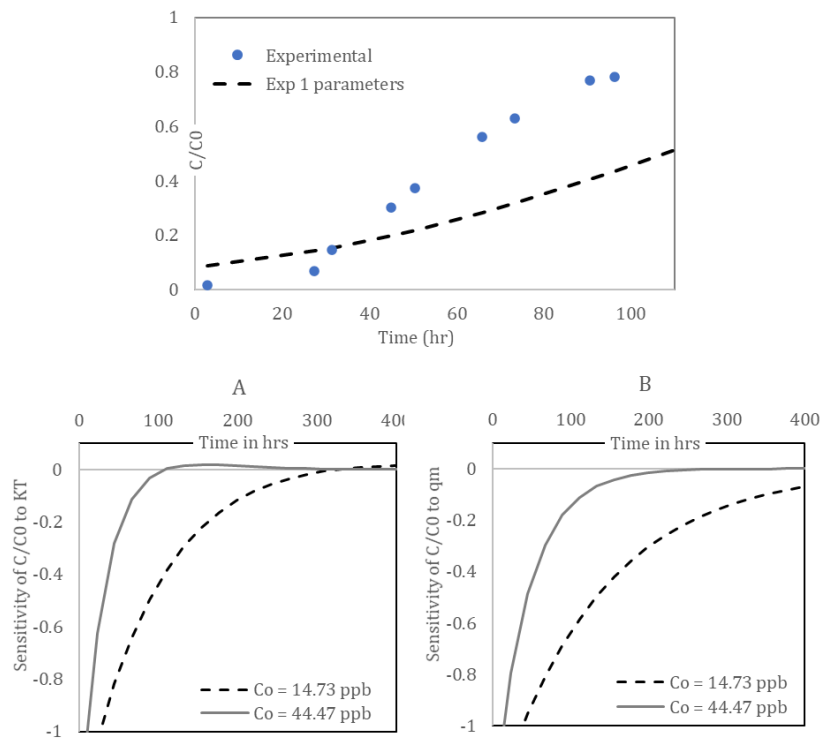 1
0.8
0.6
0.4
0.2
0
C/C0
Experimental
Exp 1 parameters
0 20 40 60 80 100
Time (hr)
A
0 100 200 300 400
Time in hrs
0
-0.2
-0.4
-0.6
-0.8
-1
Sensitivity of C/C0 to KT
Co = 14.73 ppb
Co = 44.47 ppb
B
0 100 200 300 400
Time in hrs
0
-0.2
-0.4
-0.6
-0.8
-1
Sensitivity of C/C0 to qm
Co = 14.73 ppb
Co = 44.47 ppb